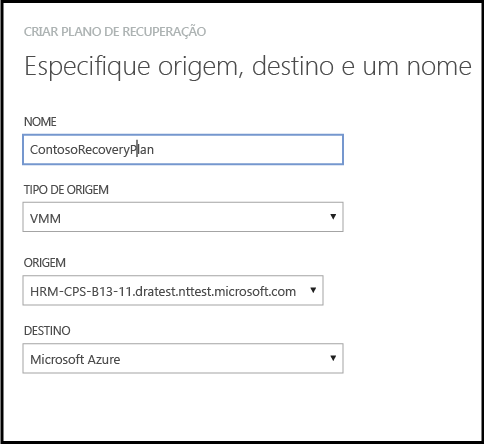 CRIAR PLANO DE RECUPERAÇÃO
Especifique origem, destino e um nome
NOME
ContosoRecoveryPlan
TIPO DE ORIGEM
VMM
ORIGEM
HRM-CPS-B13-11.dratest.nttest.microsoft.com
DESTINO
Microsoft Azure